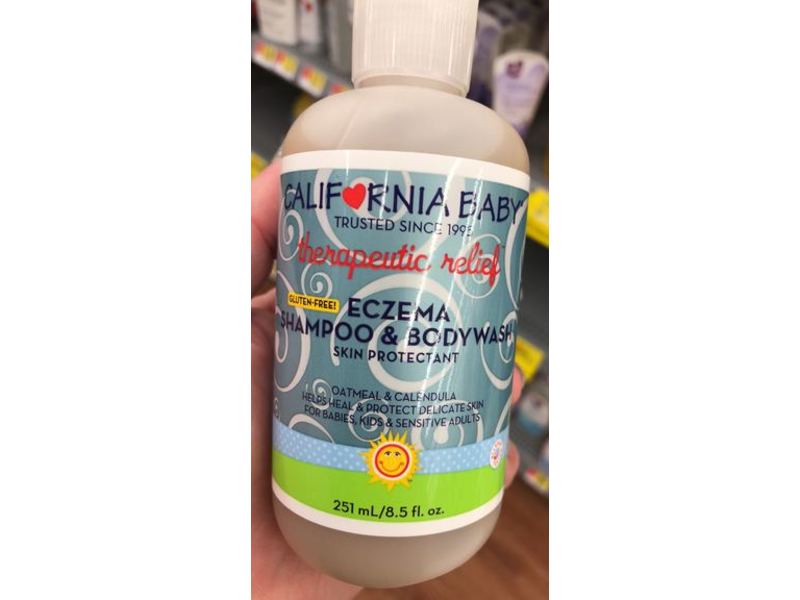 CALIFORNIA BABY
TRUSTED SINCE 1995
therapeutic relief
GLUTEN-FREE!
ECZEMA
SHAMPOO & BODYWASH
SKIN PROTECTANT
OATMEAL & CALENDULA
HELPS HEAL & PROTECT DELICATE SKIN
FOR BABIES, KIDS & SENSITIVE ADULTS
251 mL/8.5 fl. oz.